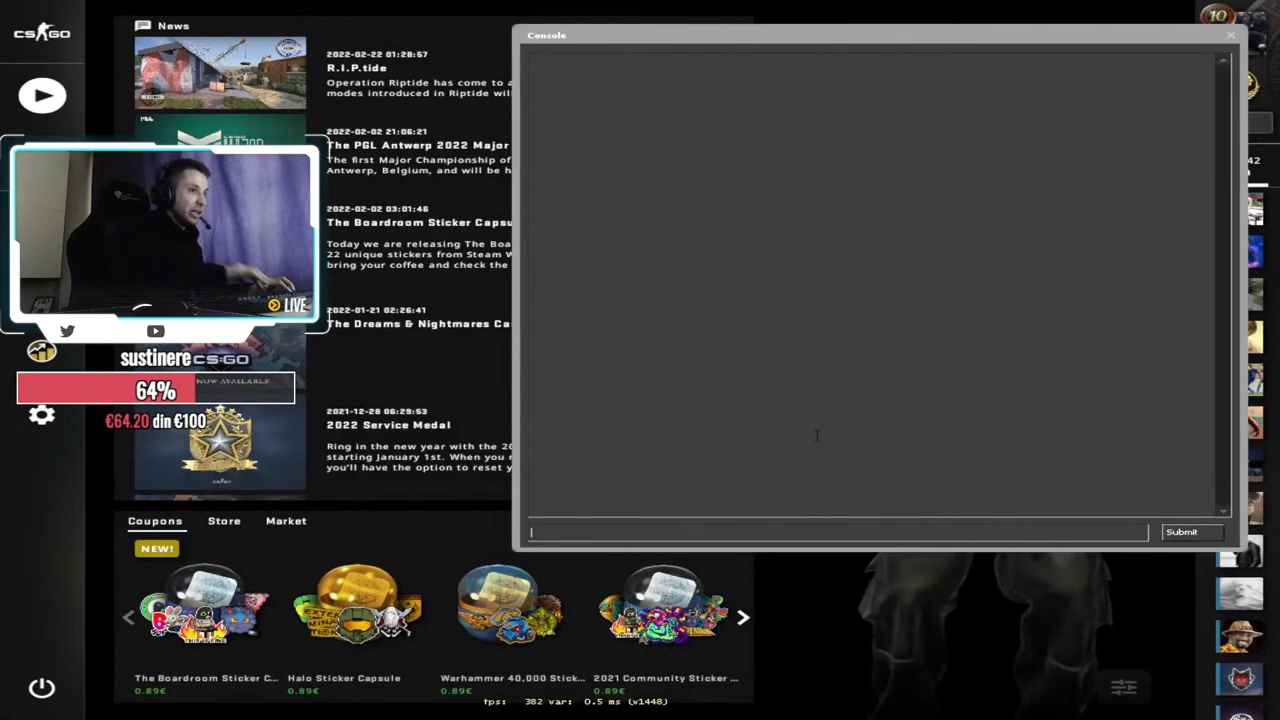 CS:GO
News
2022-02-22 01:28:57
R.I.P.tide
Operation Riptide has come to a
modes introduced in Riptide will
2022-02-02 21:06:21
The PGL Antwerp 2022 Major
The first Major Championship of
Antwerp, Belgium, and will be h
2022-02-02 03:01:46
The Boardroom Sticker Capsu
Today we are releasing The Boa
22 unique stickers from Steam W
bring your coffee and check the
2022-01-21 02:26:41
The Dreams & Nightmares Ca
CS:GO
NOW AVAILABLE
2021-12-28 06:29:53
2022 Service Medal
Ring in the new year with the 20
starting January 1st. When you r
you'll have the option to reset y
LIVE
sustinere
64%
€64.20 din €100
Console
Submit
10
42
Coupons Store Market
NEW!
The Boardroom Sticker C...
0.89€
Halo Sticker Capsule
0.89€
Warhammer 40,000 Stick...
0.89€
2021 Community Sticker ...
0.89€
fps: 382 var: 0.5 ms (v1448)